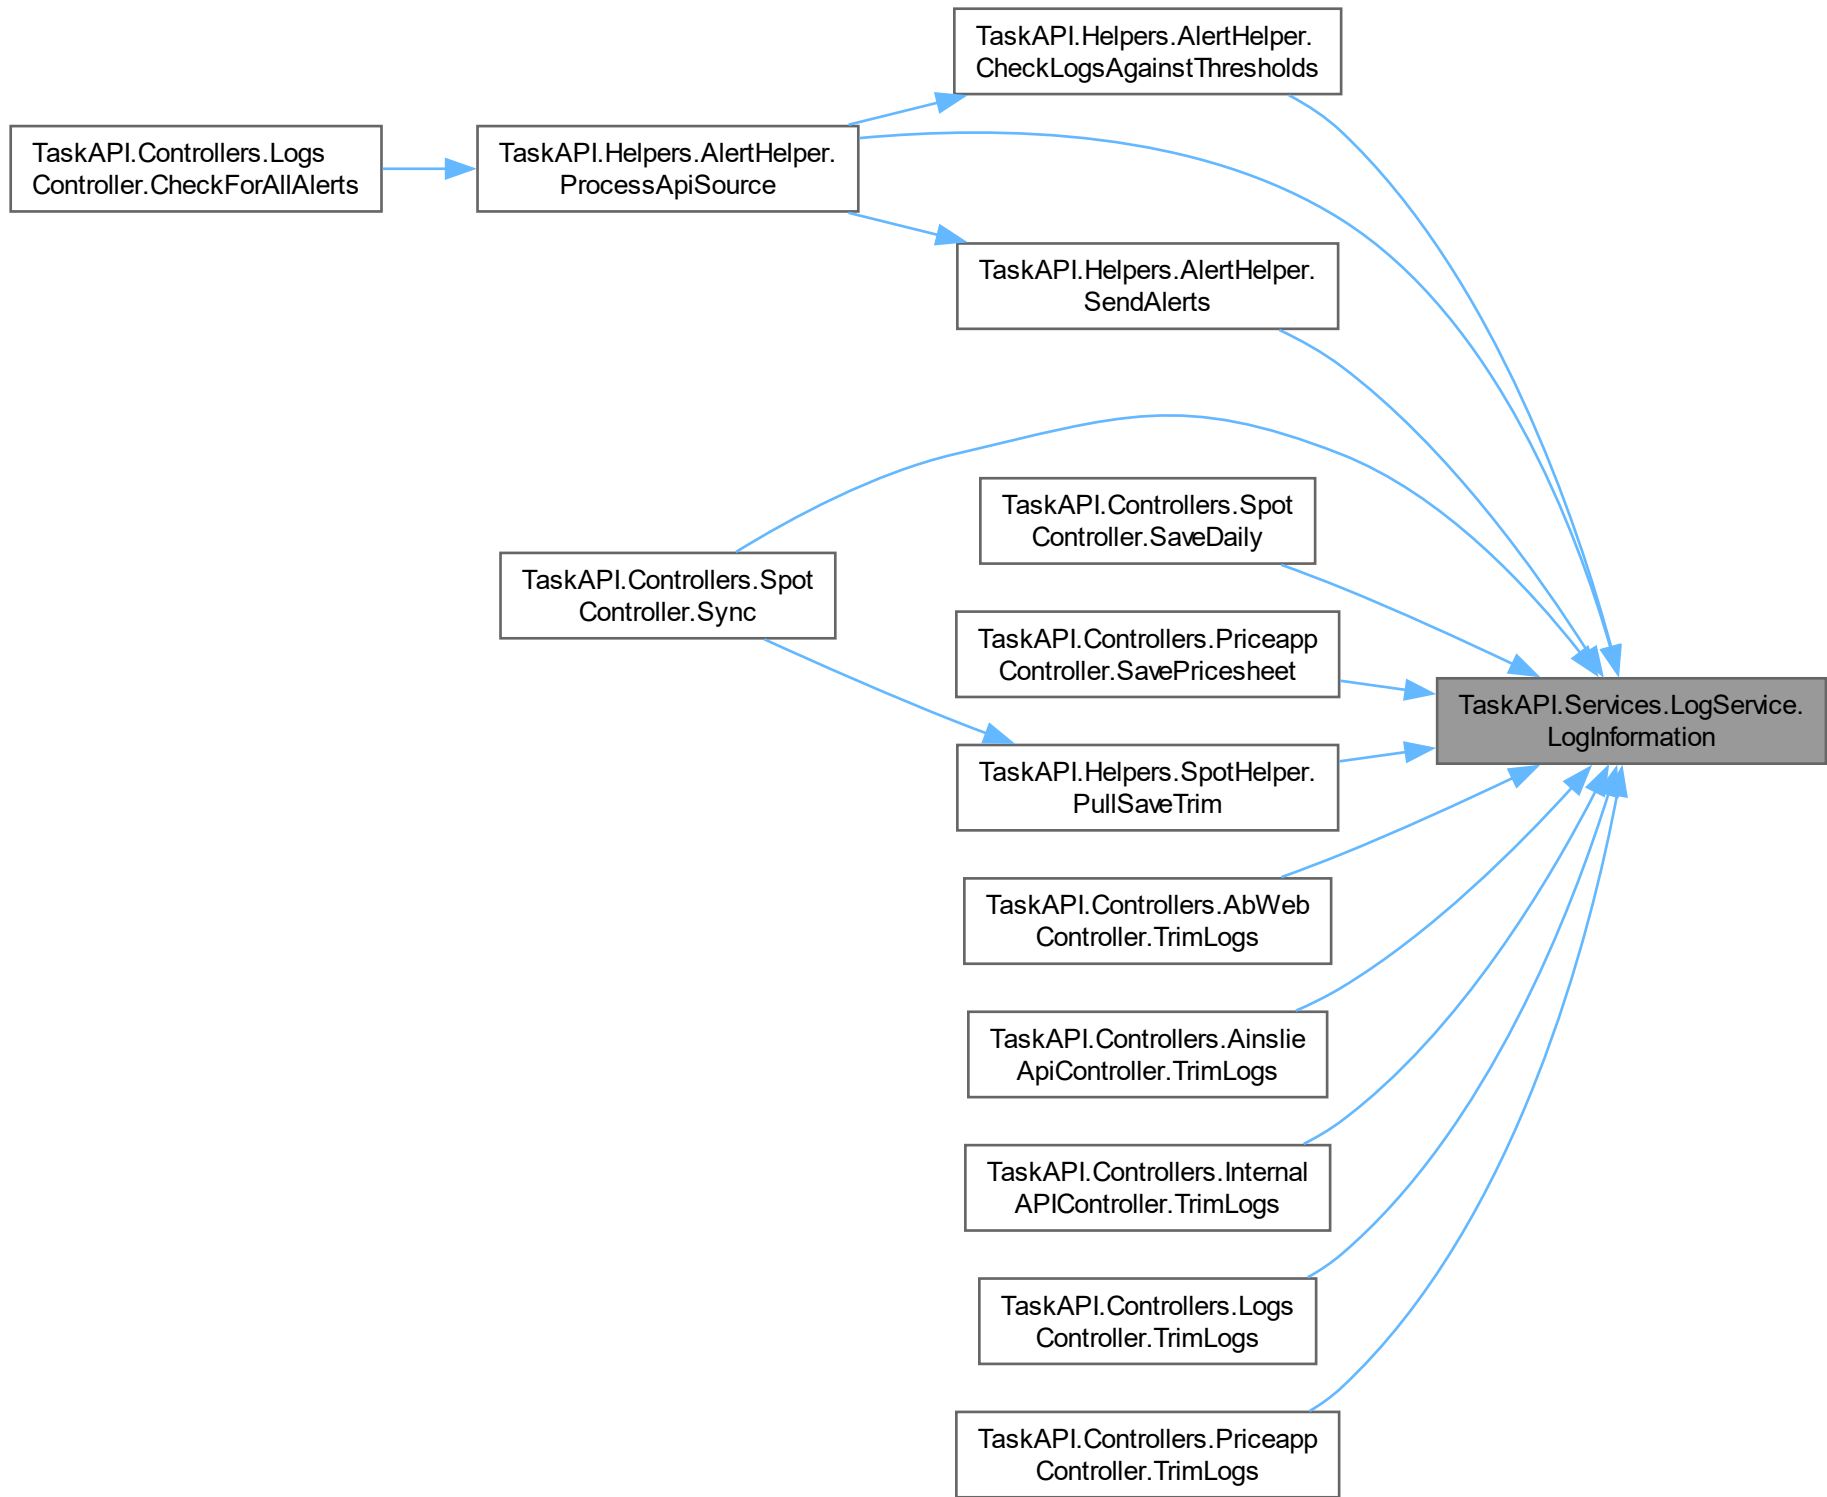 TaskAPI.Helpers.AlertHelper.
CheckLogsAgainstThresholds
TaskAPI.Controllers.Logs
Controller.CheckForAllAlerts
TaskAPI.Helpers.AlertHelper.
ProcessApiSource
TaskAPI.Helpers.AlertHelper.
SendAlerts
TaskAPI.Controllers.Spot
Controller.SaveDaily
TaskAPI.Controllers.Spot
Controller.Sync
TaskAPI.Controllers.Priceapp
Controller.SavePricesheet
TaskAPI.Services.LogService.
LogInformation
TaskAPI.Helpers.SpotHelper.
PullSaveTrim
TaskAPI.Controllers.AbWeb
Controller.TrimLogs
TaskAPI.Controllers.Ainslie
ApiController.TrimLogs
TaskAPI.Controllers.Internal
APIController.TrimLogs
TaskAPI.Controllers.Logs
Controller.TrimLogs
TaskAPI.Controllers.Priceapp
Controller.TrimLogs